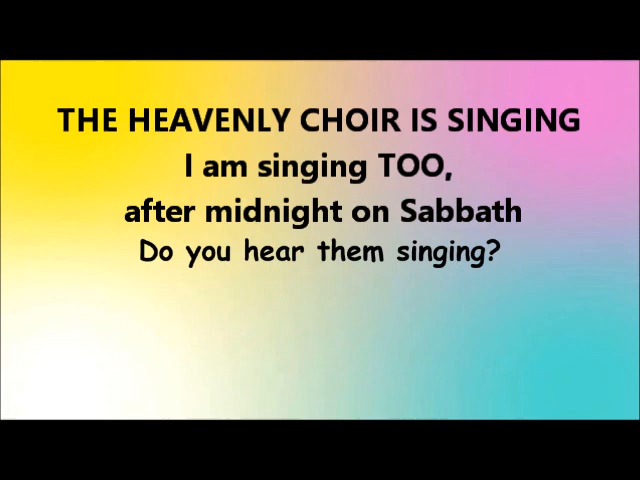 THE HEAVENLY CHOIR IS SINGING
I am singing TOO,
after midnight on Sabbath
Do you hear them singing?